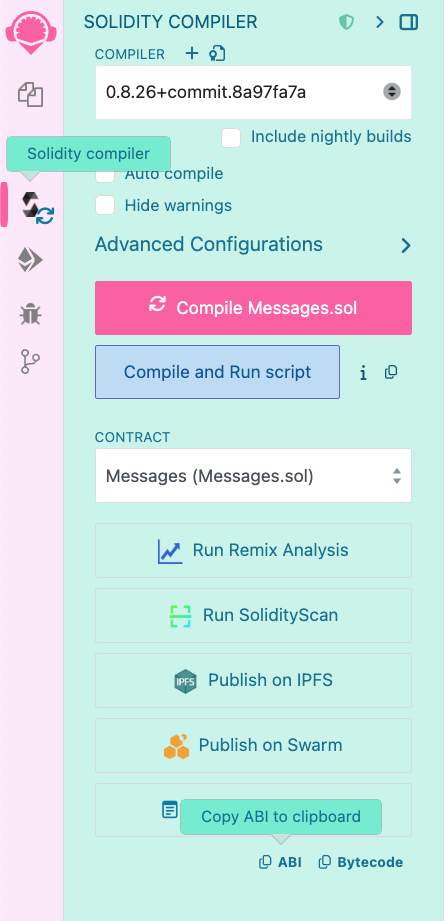 SOLIDITY COMPILER
COMPILER
0.8.26+commit.8a97fa7a
Include nightly builds
Solidity compiler
Auto compile
Hide warnings
Advanced Configurations
Compile Messages.sol
Compile and Run script
i
CONTRACT
Messages (Messages.sol)
Run Remix Analysis
Run SolidityScan
IPFS Publish on IPFS
Publish on Swarm
Copy ABI to clipboard
ABI Bytecode